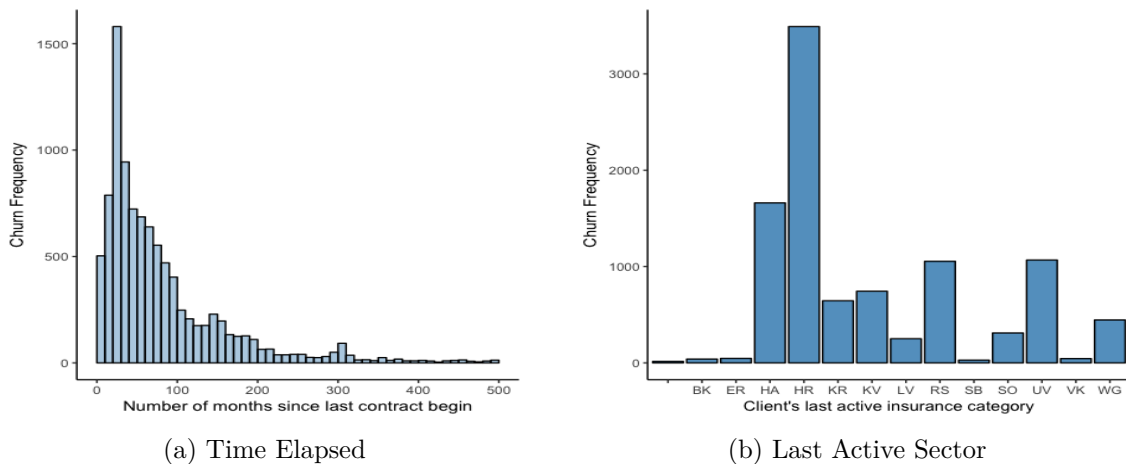 Churn Frequency
1500
1000
500
0
0 100 200 300 400 500
Number of months since last contract begin
(a) Time Elapsed
Churn Frequency
3000
2000
1000
0
BK ER HA HR KR KV LV RS SB SO UV VK WG
Client's last active insurance category
(b) Last Active Sector